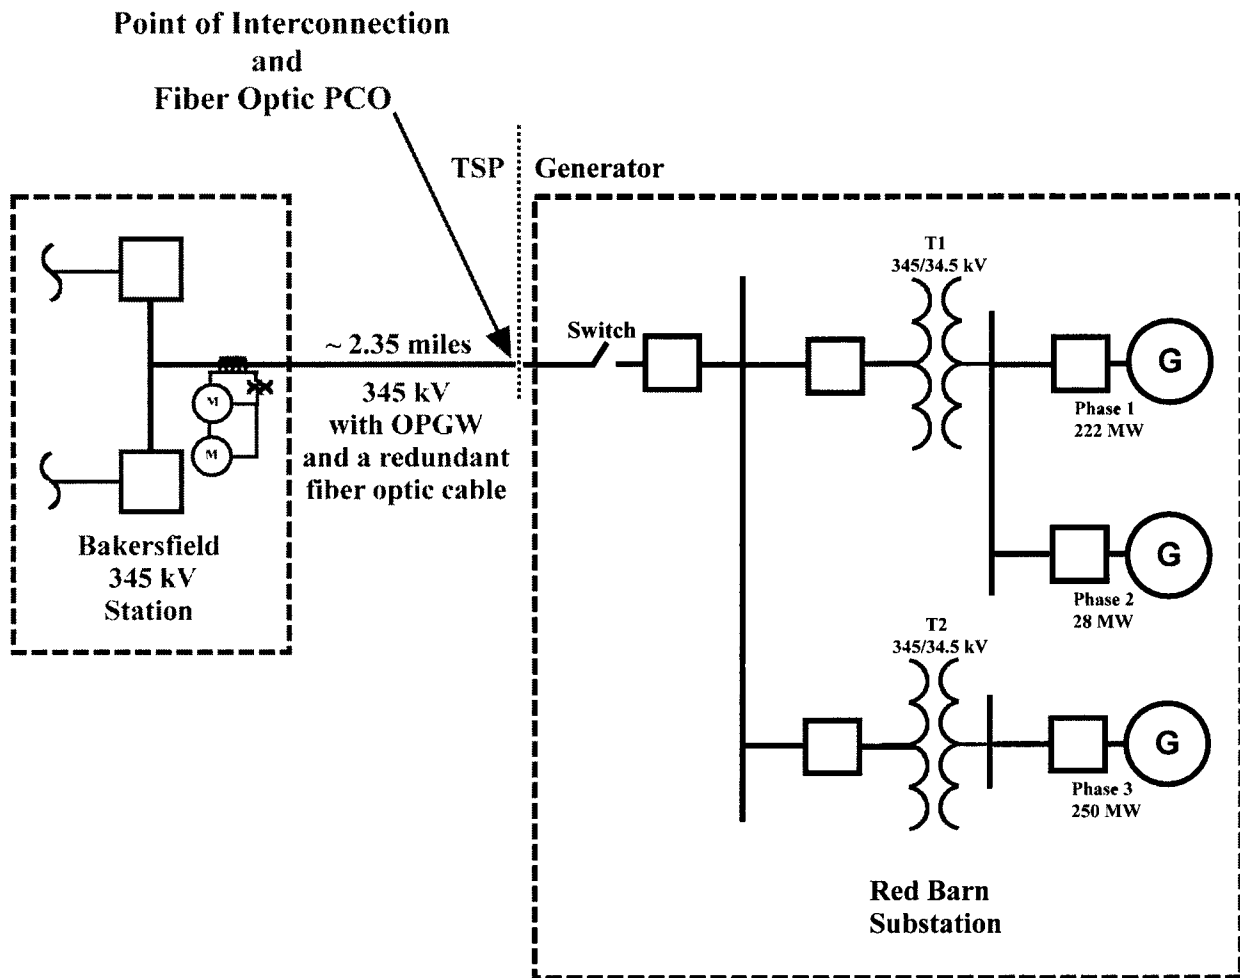 Point of Interconnection
and
Fiber Optic PCO
TSP
Generator
T1
345/34.5 kV
Switch
~ 2.35 miles
345 kV
with OPGW
and a redundant
fiber optic cable
M
M
G
Phase 1
222 MW
G
Phase 2
28 MW
Bakersfield
345 kV
Station
T2
345/34.5 kV
G
Phase 3
250 MW
Red Barn
Substation